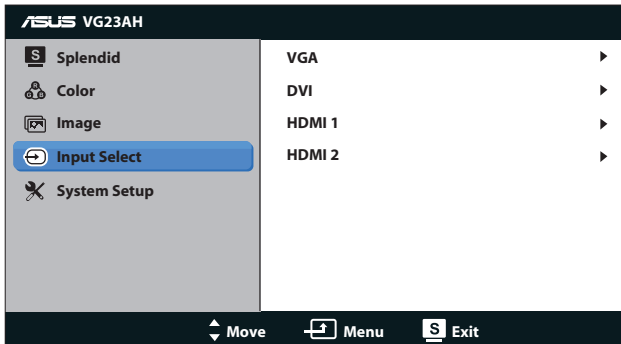 ASUS VG23AH
S Splendid
Color
Image
Input Select
System Setup
VGA
DVI
HDMI 1
HDMI 2
Move Menu S Exit